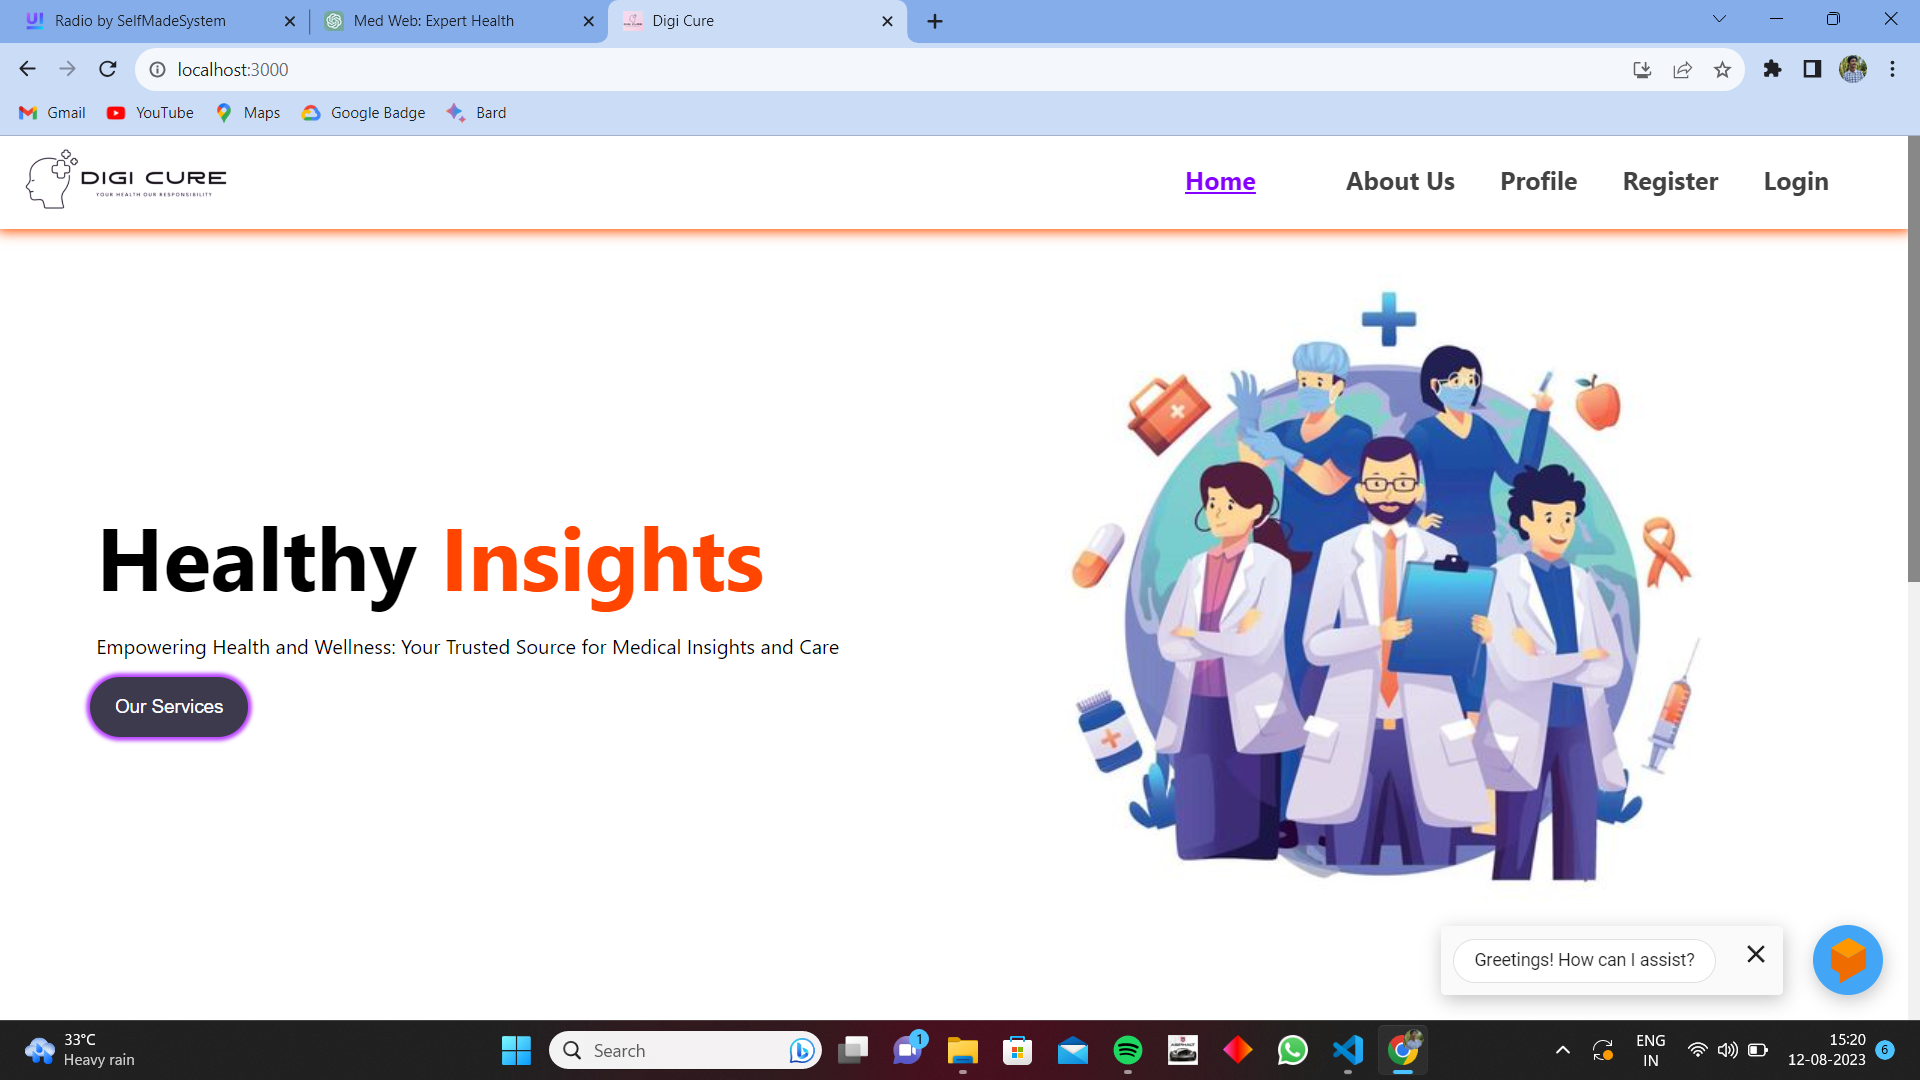 Radio by SelfMadeSystem
Med Web: Expert Health
Digi Cure
localhost:3000
Gmail
YouTube
Maps
Google Badge
Bard
DIGI CURE
YOUR HEALTH OUR RESPONSIBILITY
Home
About Us
Profile
Register
Login
Healthy Insights
Empowering Health and Wellness: Your Trusted Source for Medical Insights and Care
Our Services
Greetings! How can I assist?
33°C
Heavy rain
Search
1
ASPHALT
ENG
IN
15:20
12-08-2023
6